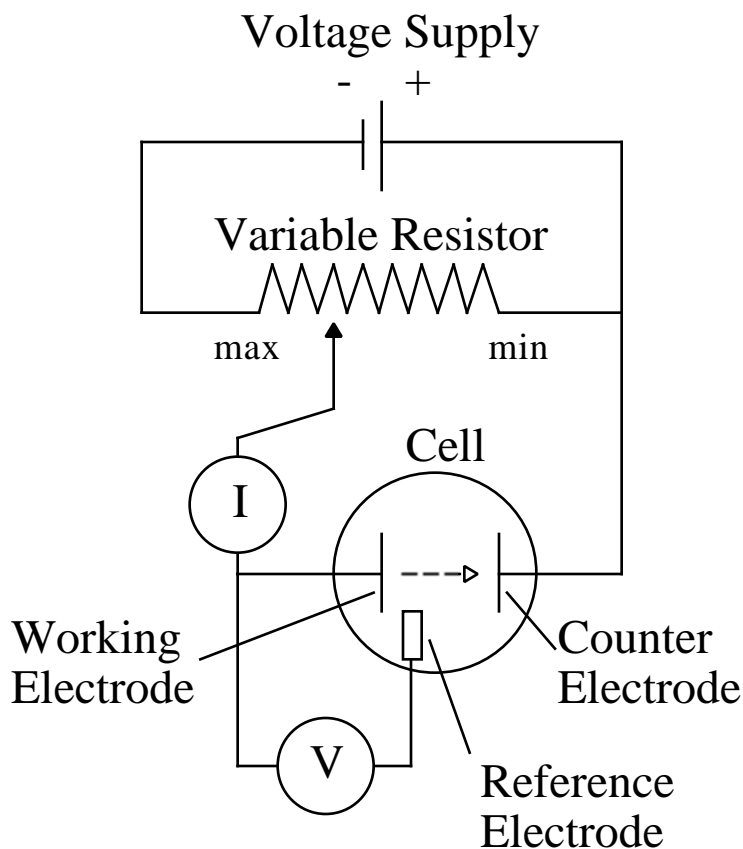 Voltage Supply
- +
Variable Resistor
max min
Cell
I
Working
Electrode
Counter
Electrode
V
Reference
Electrode